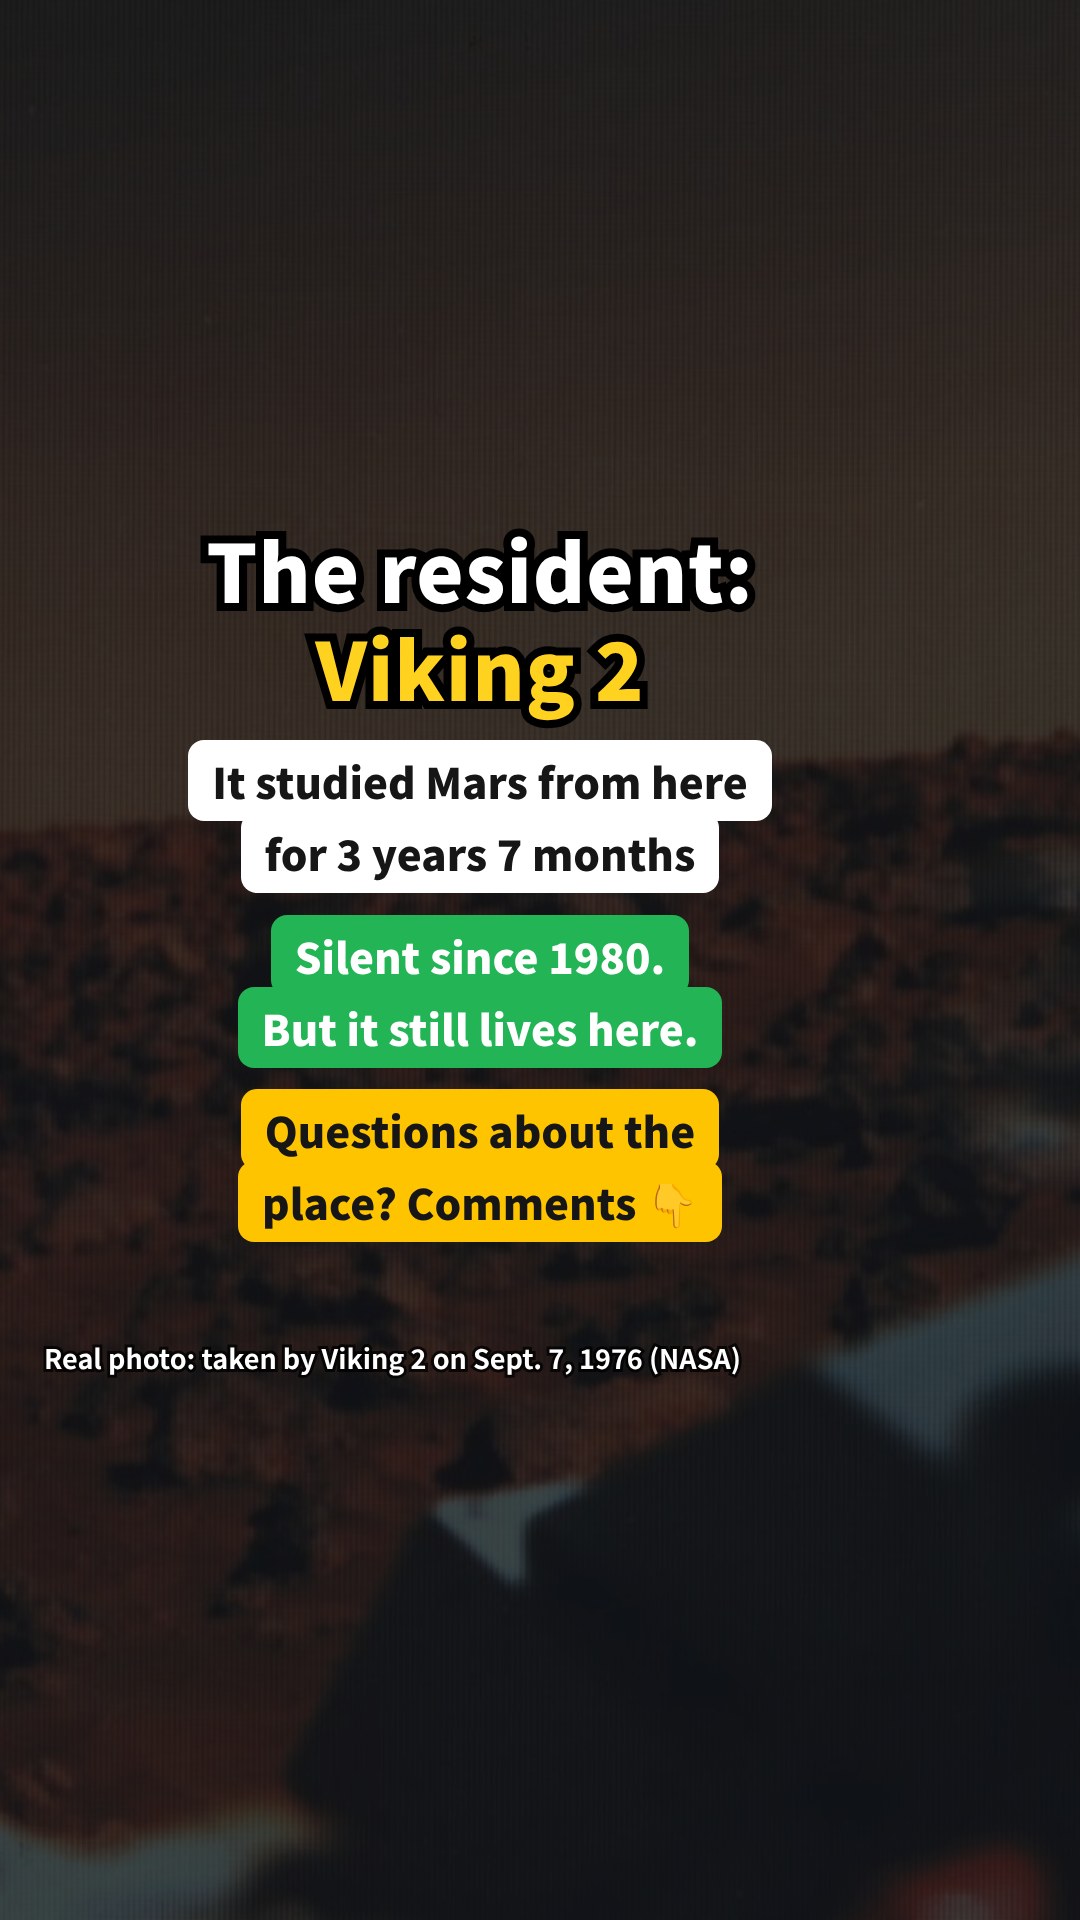 The resident:
Viking 2
It studied Mars from here
for 3 years 7 months
Silent since 1980.
But it still lives here.
Questions about the
place? Comments 👇
Real photo: taken by Viking 2 on Sept. 7, 1976 (NASA)